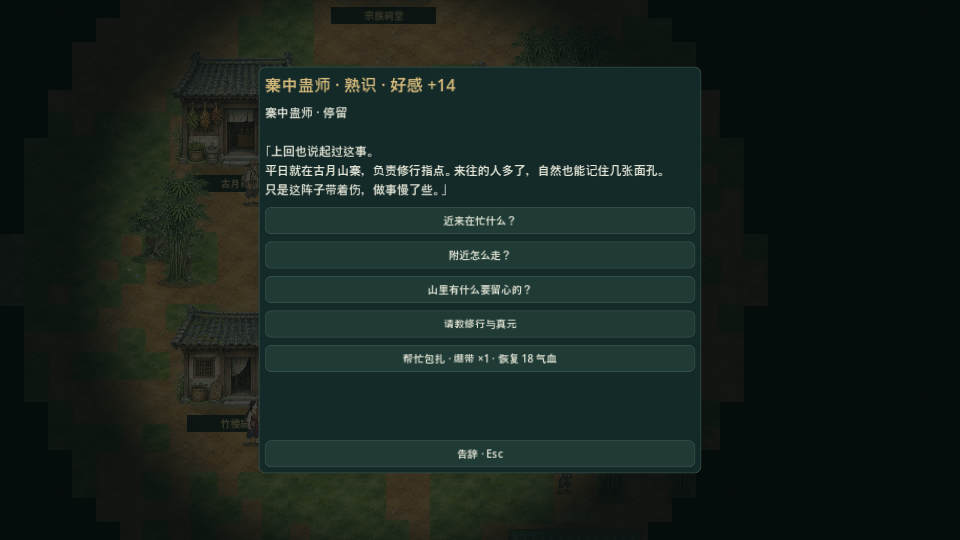 宗族祠堂
寨中蛊师 · 熟识 · 好感 +14
寨中蛊师 · 停留
「上回也说起过这事。
平日就在古月山寨，负责修行指点。来往的人多了，自然也能记住几张面孔。
只是这阵子带着伤，做事慢了些。」
古月
近来在忙什么？
附近怎么走？
山里有什么要留心的？
请教修行与真元
帮忙包扎 · 绷带 ×1 · 恢复 18 气血
竹楼
告辞 · Esc